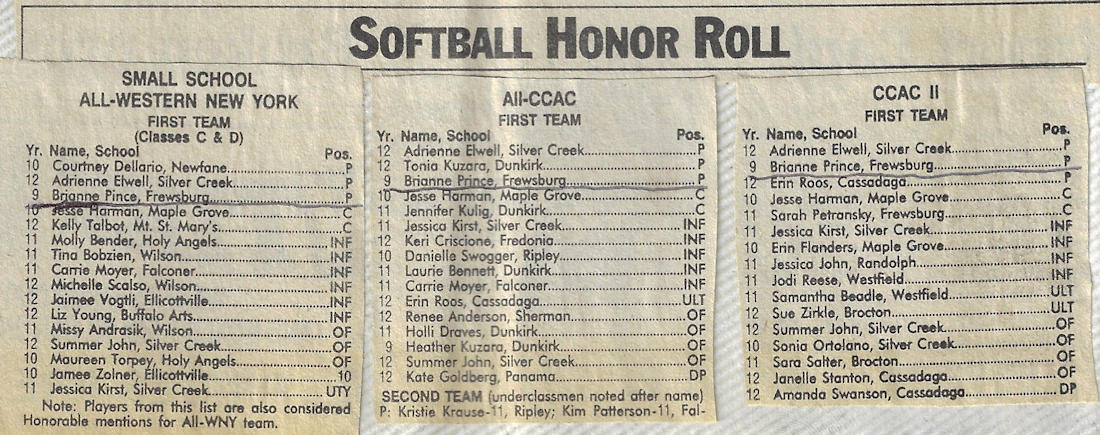 SOFTBALL HONOR ROLL
SMALL SCHOOL
ALL-WESTERN NEW YORK
FIRST TEAM
(Classes C & D)
Yr. Name, School Pos.
10 Courtney Dellario, Newfane P
12 Adrienne Elwell, Silver Creek P
9 Brianne Pince, Frewsburg P
10 Jesse Harman, Maple Grove C
12 Kelly Talbot, Mt. St. Mary's C
11 Molly Bender, Holy Angels INF
11 Tina Bobzien, Wilson INF
11 Carrie Moyer, Falconer INF
12 Michelle Scalso, Wilson INF
12 Jaimee Vogtli, Ellicottville INF
12 Liz Young, Buffalo Arts INF
11 Missy Andrasik, Wilson OF
12 Summer John, Silver Creek OF
10 Maureen Torpey, Holy Angels OF
10 Jamee Zolner, Ellicottville 10
11 Jessica Kirst, Silver Creek UTY
Note: Players from this list are also considered
Honorable mentions for All-WNY team.
All-CCAC
FIRST TEAM
Yr. Name, School Pos.
12 Adrienne Elwell, Silver Creek P
12 Tonia Kuzara, Dunkirk P
9 Brianne Prince, Frewsburg P
10 Jesse Harman, Maple Grove C
11 Jennifer Kulig, Dunkirk C
11 Jessica Kirst, Silver Creek INF
12 Keri Criscione, Fredonia INF
10 Danielle Swogger, Ripley INF
11 Laurie Bennett, Dunkirk INF
11 Carrie Moyer, Falconer INF
12 Erin Roos, Cassadaga ULT
12 Renee Anderson, Sherman OF
11 Holli Draves, Dunkirk OF
9 Heather Kuzara, Dunkirk OF
12 Summer John, Silver Creek OF
12 Kate Goldberg, Panama DP
SECOND TEAM (underclassmen noted after name)
P: Kristie Krause-11, Ripley; Kim Patterson-11, Fal-
CCAC II
FIRST TEAM
Yr. Name, School Pos.
12 Adrienne Elwell, Silver Creek P
9 Brianne Prince, Frewsburg P
12 Erin Roos, Cassadaga P
10 Jesse Harman, Maple Grove C
11 Sarah Petransky, Frewsburg C
11 Jessica Kirst, Silver Creek INF
10 Erin Flanders, Maple Grove INF
11 Jessica John, Randolph INF
11 Jodi Reese, Westfield INF
11 Samantha Beadle, Westfield ULT
12 Sue Zirkle, Brocton ULT
12 Summer John, Silver Creek OF
10 Sonia Ortolano, Silver Creek OF
11 Sara Salter, Brocton OF
12 Janelle Stanton, Cassadaga OF
12 Amanda Swanson, Cassadaga DP